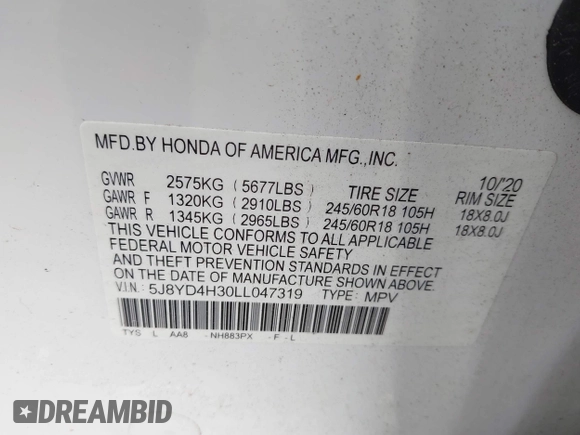 MFD.BY HONDA OF AMERICA MFG.,INC.
10/'20
GVWR 2575KG (5677LBS) TIRE SIZE RIM SIZE
GAWR F 1320KG (2910LBS) 245/60R18 105H 18X8.0J
GAWR R 1345KG (2965LBS) 245/60R18 105H 18X8.0J
THIS VEHICLE CONFORMS TO ALL APPLICABLE
FEDERAL MOTOR VEHICLE SAFETY
AND THEFT PREVENTION STANDARDS IN EFFECT
ON THE DATE OF MANUFACTURE SHOWN ABOVE.
V.I.N.: 5J8YD4H30LL047319 TYPE: MPV
TYS L AA8 NH883PX -F-L
DREAMBID